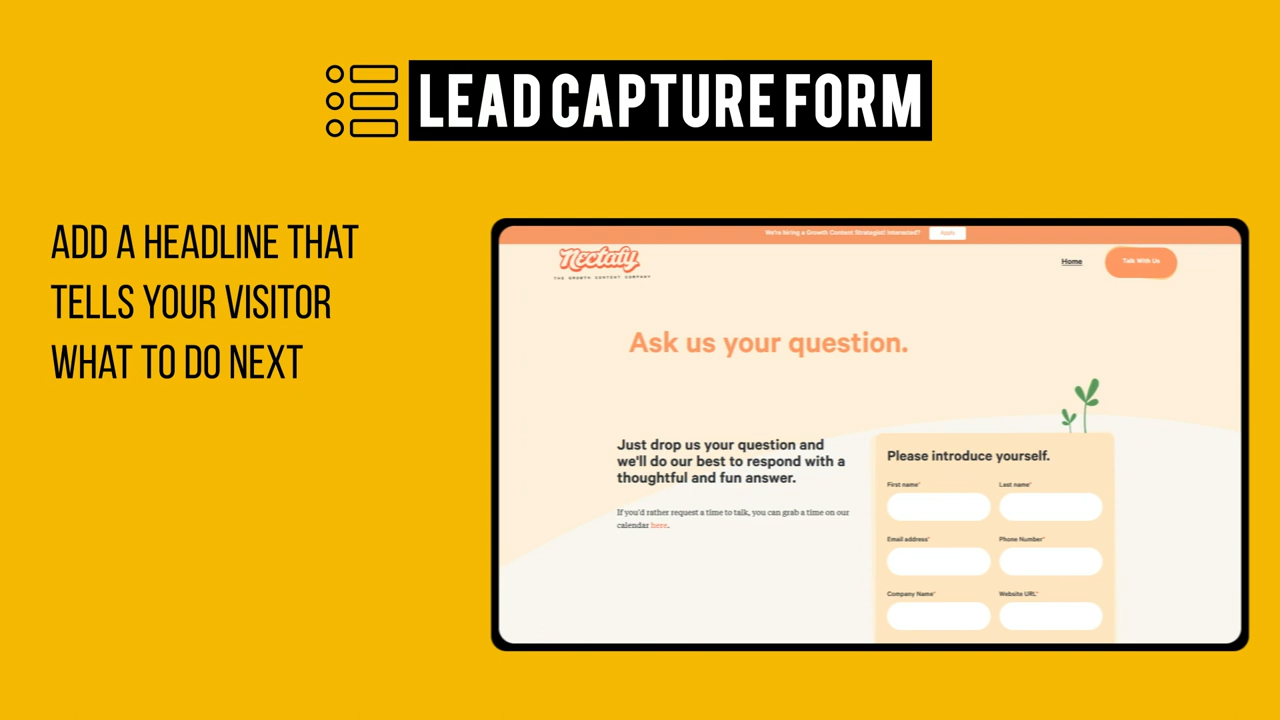 LEAD CAPTURE FORM
ADD A HEADLINE THAT
TELLS YOUR VISITOR
WHAT TO DO NEXT
We're hiring a Growth Content Strategist! Interested? Apply
Nectafy
THE GROWTH CONTENT COMPANY
Home
Talk With Us
Ask us your question.
Just drop us your question and
we'll do our best to respond with a
thoughtful and fun answer.
If you'd rather request a time to talk, you can grab a time on our
calendar here.
Please introduce yourself.
First name* Last name*
Email address* Phone Number*
Company Name* Website URL*